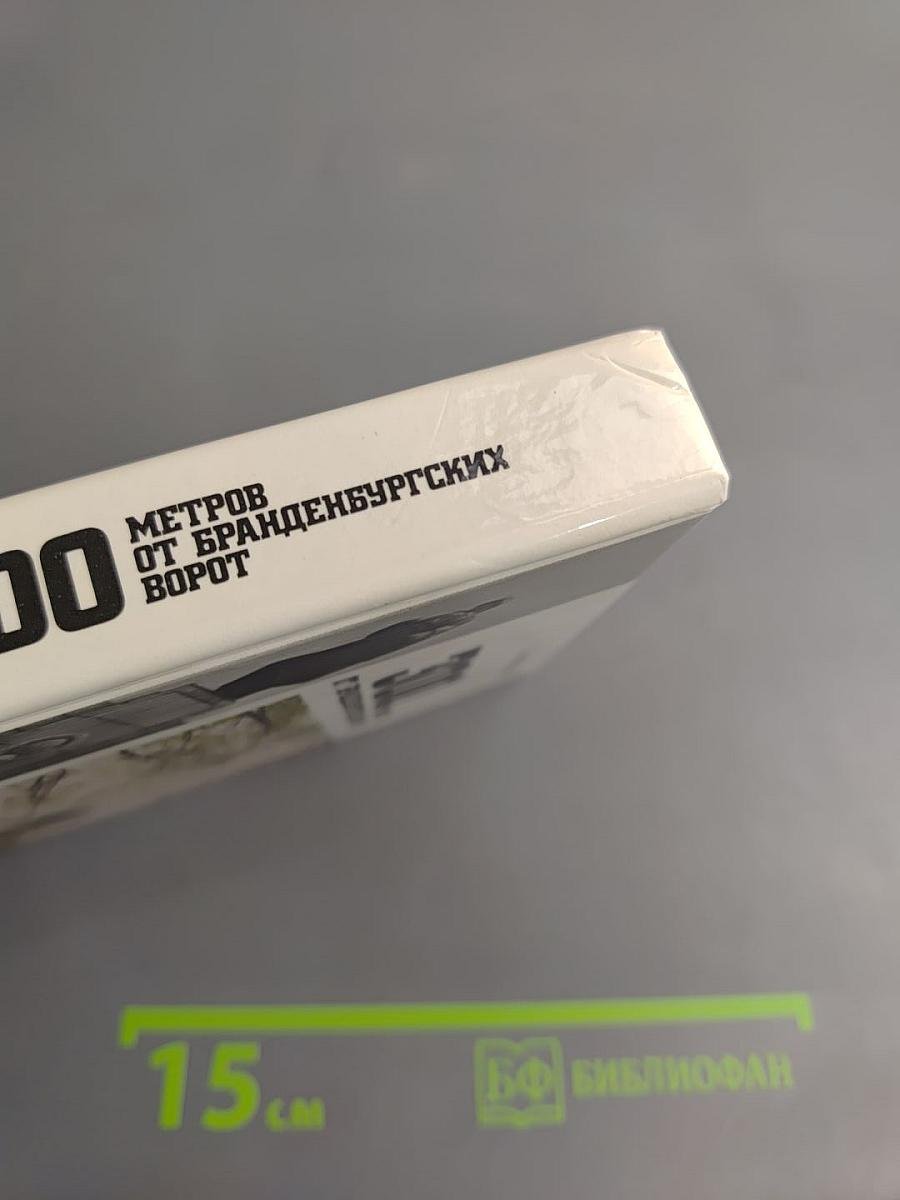 00
МЕТРОВ
ОТ БРАНДЕНБУРГСКИХ
ВОРОТ
15 см
БФ БИБЛИОФАН